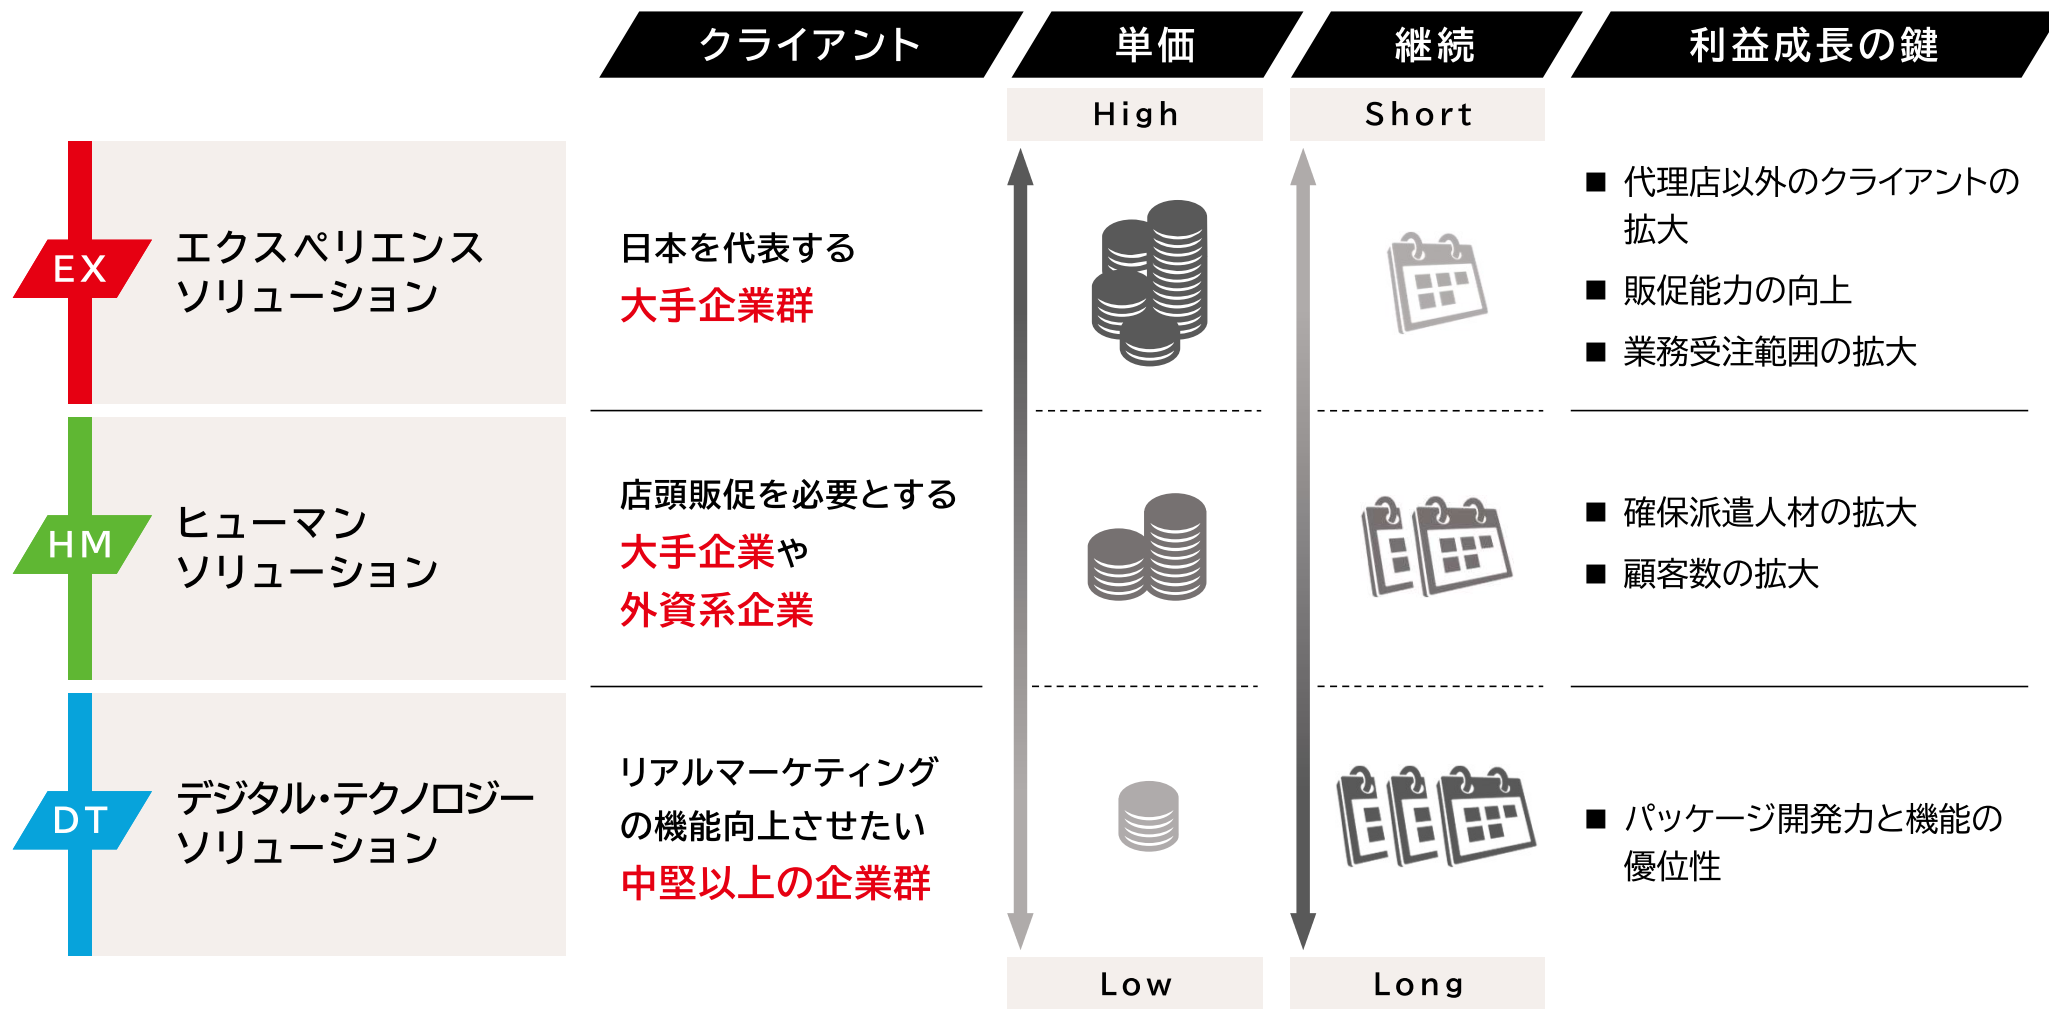 クライアント
単価
継続
利益成長の鍵
High
Short
EX
エクスペリエンス
ソリューション
日本を代表する
大手企業群
■ 代理店以外のクライアントの
拡大
■ 販促能力の向上
■ 業務受注範囲の拡大
HM
ヒューマン
ソリューション
店頭販促を必要とする
大手企業や
外資系企業
■ 確保派遣人材の拡大
■ 顧客数の拡大
DT
デジタル・テクノロジー
ソリューション
リアルマーケティング
の機能向上させたい
中堅以上の企業群
■ パッケージ開発力と機能の
優位性
Low
Long